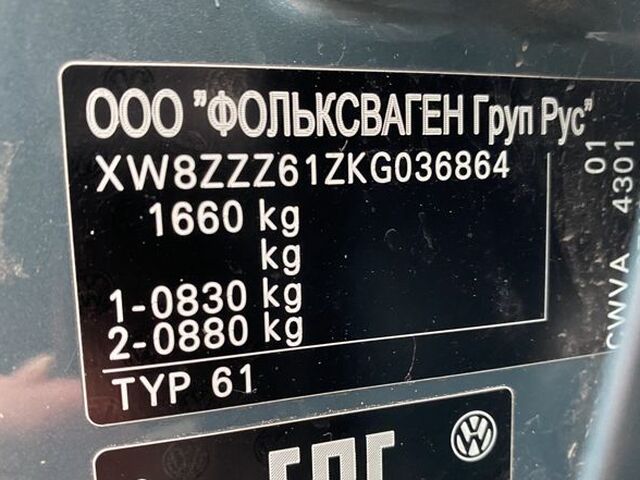 ООО "ФОЛЬКСВАГЕН Груп Рус"
XW8ZZZ61ZKG036864
1660 kg
kg
1-0830 kg
2-0880 kg
TYP 61
01
CWVA 4301